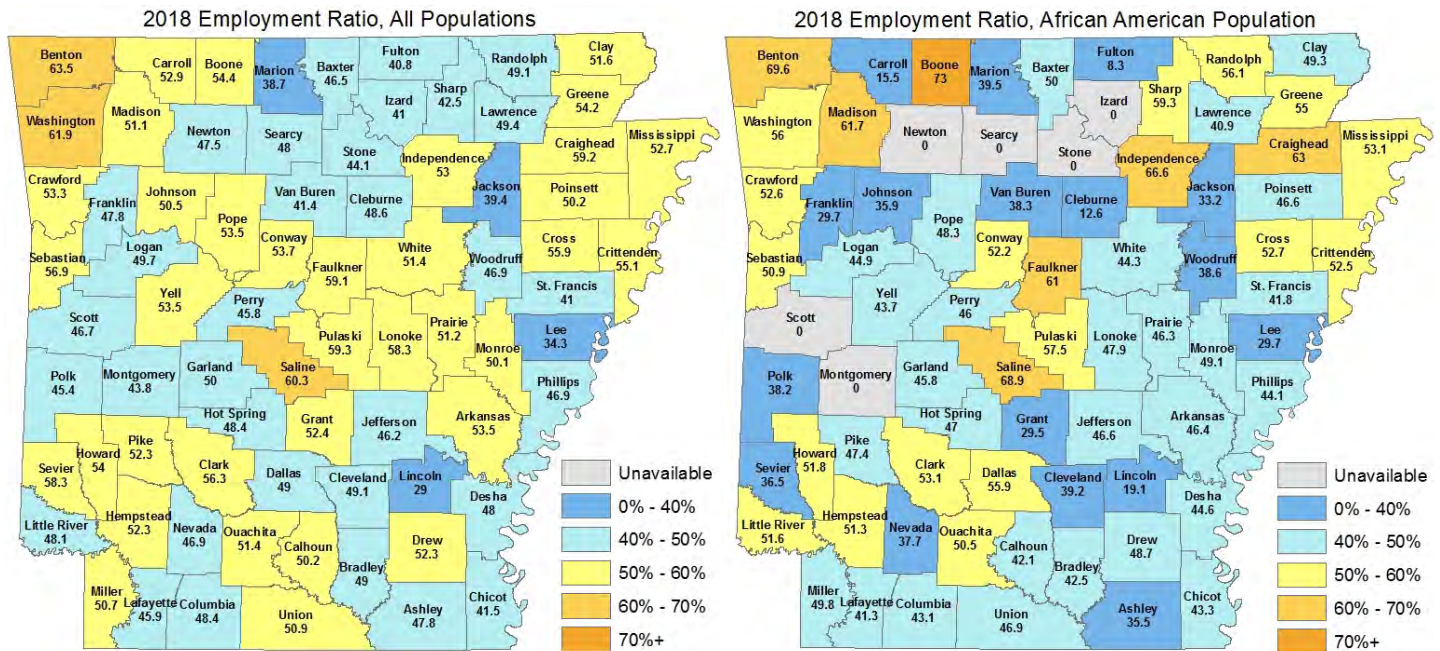 2018 Employment Ratio, All Populations
Benton
63.5
Carroll
52.9
Boone
54.4
Marion
38.7
Baxter
46.5
Fulton
40.8
Randolph
49.1
Clay
51.6
Washington
61.9
Madison
51.1
Newton
47.5
Searcy
48
Stone
44.1
Izard
41
Sharp
42.5
Lawrence
49.4
Greene
54.2
Independence
53
Craighead
59.2
Mississippi
52.7
Crawford
53.3
Franklin
47.8
Johnson
50.5
Pope
53.5
Van Buren
41.4
Cleburne
48.6
Jackson
39.4
Poinsett
50.2
Sebastian
56.9
Logan
49.7
Conway
53.7
Faulkner
59.1
White
51.4
Woodruff
46.9
Cross
55.9
Crittenden
55.1
Scott
46.7
Yell
53.5
Perry
45.8
St. Francis
41
Pulaski
59.3
Lonoke
58.3
Prairie
51.2
Monroe
50.1
Lee
34.3
Polk
45.4
Montgomery
43.8
Garland
50
Saline
60.3
Phillips
46.9
Hot Spring
48.4
Grant
52.4
Jefferson
46.2
Arkansas
53.5
Sevier
58.3
Howard
54
Pike
52.3
Clark
56.3
Dallas
49
Cleveland
49.1
Lincoln
29
Desha
48
Little River
48.1
Hempstead
52.3
Nevada
46.9
Ouachita
51.4
Calhoun
50.2
Bradley
49
Drew
52.3
Miller
50.7
Lafayette
45.9
Columbia
48.4
Union
50.9
Ashley
47.8
Chicot
41.5
Unavailable
0% - 40%
40% - 50%
50% - 60%
60% - 70%
70%+
2018 Employment Ratio, African American Population
Benton
69.6
Carroll
15.5
Boone
73
Marion
39.5
Baxter
50
Fulton
8.3
Randolph
56.1
Clay
49.3
Washington
56
Madison
61.7
Newton
0
Searcy
0
Stone
0
Izard
0
Sharp
59.3
Lawrence
40.9
Greene
55
Independence
66.6
Craighead
63
Mississippi
53.1
Crawford
52.6
Franklin
29.7
Johnson
35.9
Pope
48.3
Van Buren
38.3
Cleburne
12.6
Jackson
33.2
Poinsett
46.6
Sebastian
50.9
Logan
44.9
Conway
52.2
Faulkner
61
White
44.3
Woodruff
38.6
Cross
52.7
Crittenden
52.5
Scott
0
Yell
43.7
Perry
46
St. Francis
41.8
Pulaski
57.5
Lonoke
47.9
Prairie
46.3
Monroe
49.1
Lee
29.7
Polk
38.2
Montgomery
0
Garland
45.8
Saline
68.9
Phillips
44.1
Hot Spring
47
Grant
29.5
Jefferson
46.6
Arkansas
46.4
Sevier
36.5
Howard
51.8
Pike
47.4
Clark
53.1
Dallas
55.9
Cleveland
39.2
Lincoln
19.1
Desha
44.6
Little River
51.6
Hempstead
51.3
Nevada
37.7
Ouachita
50.5
Calhoun
42.1
Bradley
42.5
Drew
48.7
Miller
49.8
Lafayette
41.3
Columbia
43.1
Union
46.9
Ashley
35.5
Chicot
43.3
Unavailable
0% - 40%
40% - 50%
50% - 60%
60% - 70%
70%+